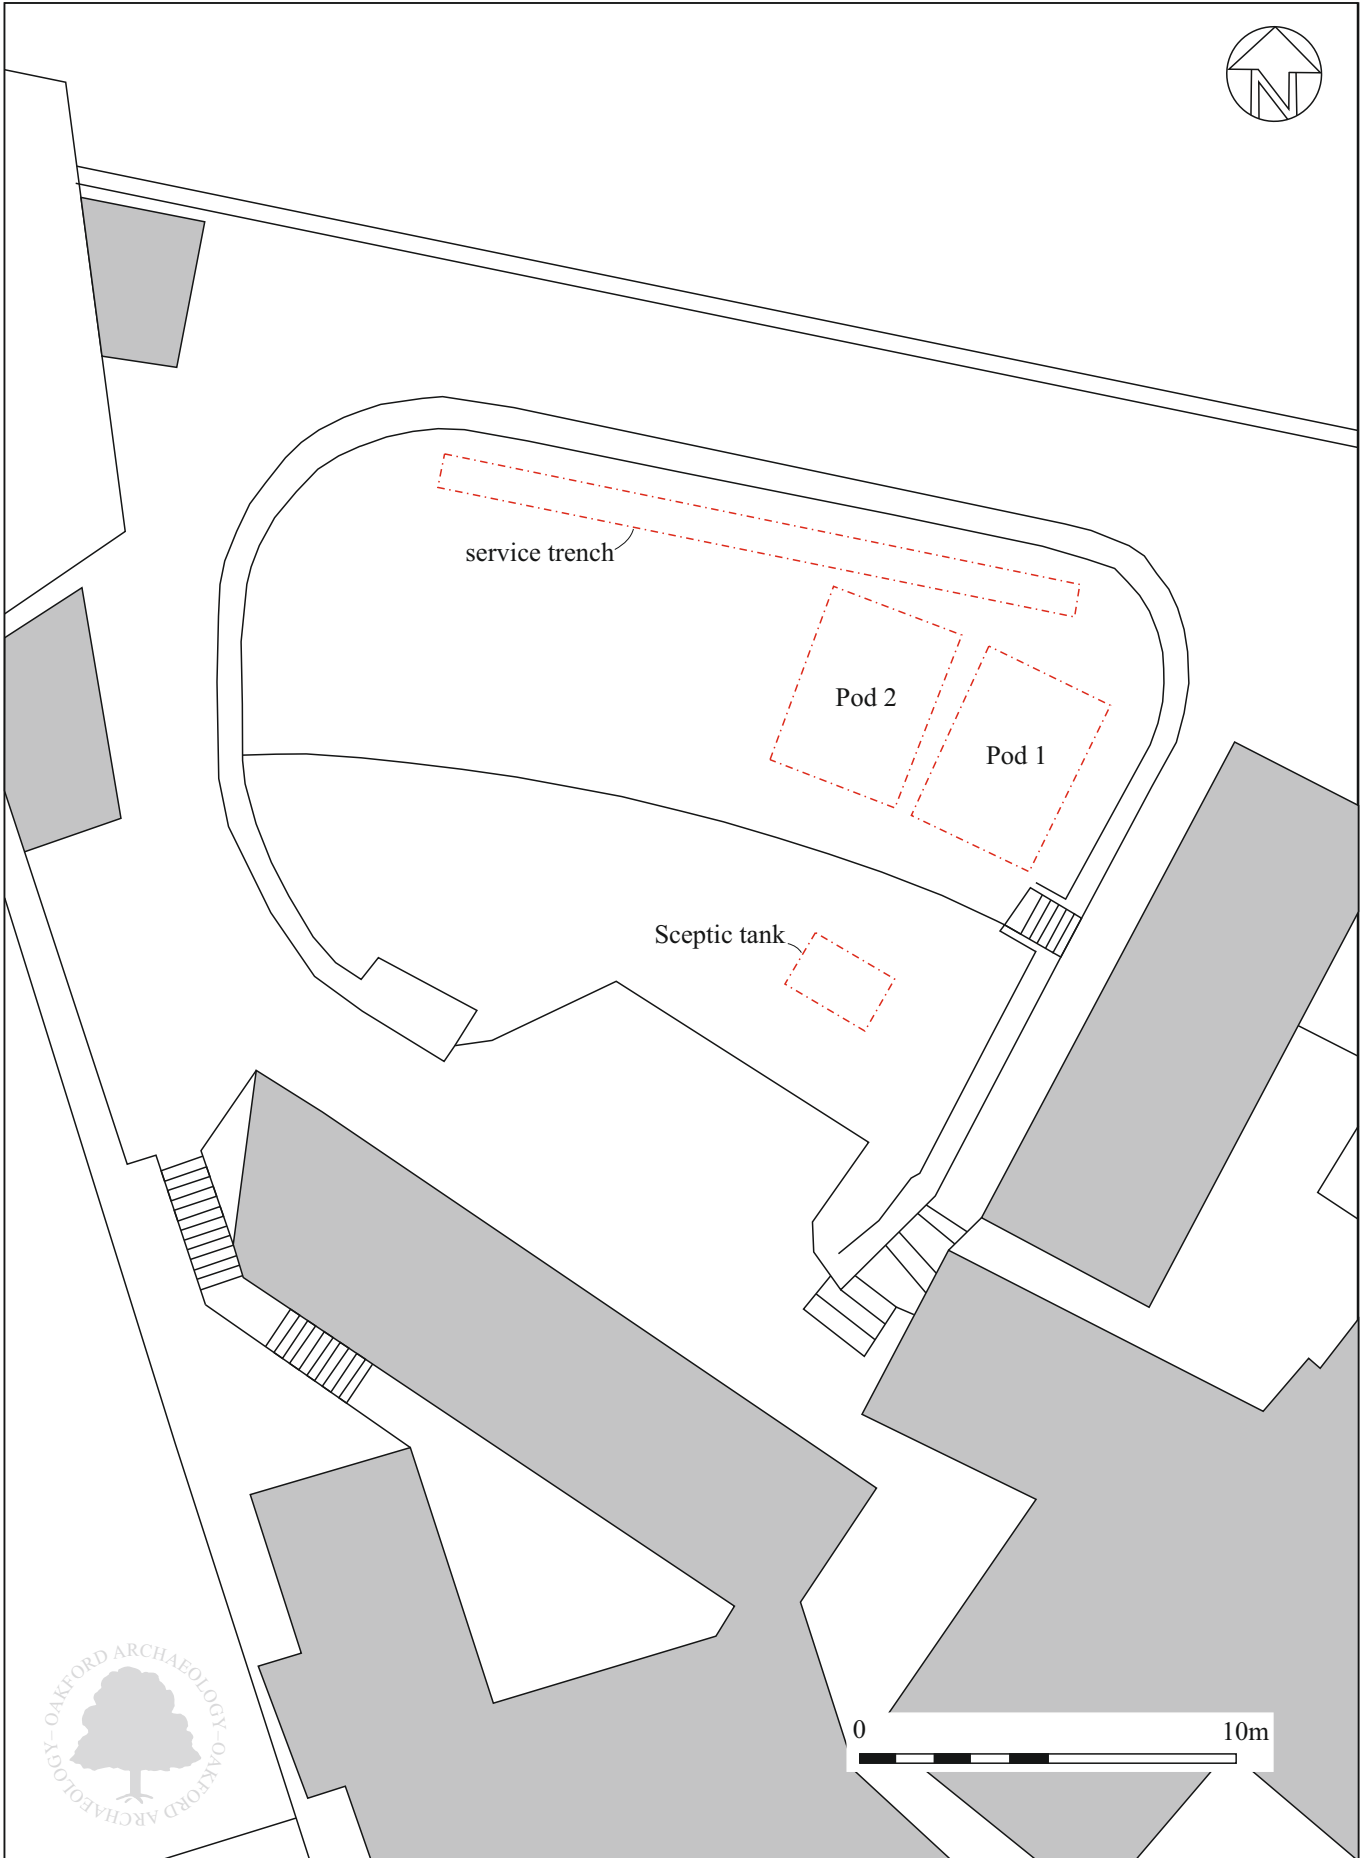 N
service trench
Pod 2
Pod 1
Sceptic tank
0 10m
OAKFORD ARCHAEOLOGY–OAKFORD ARCHAEOLOGY–